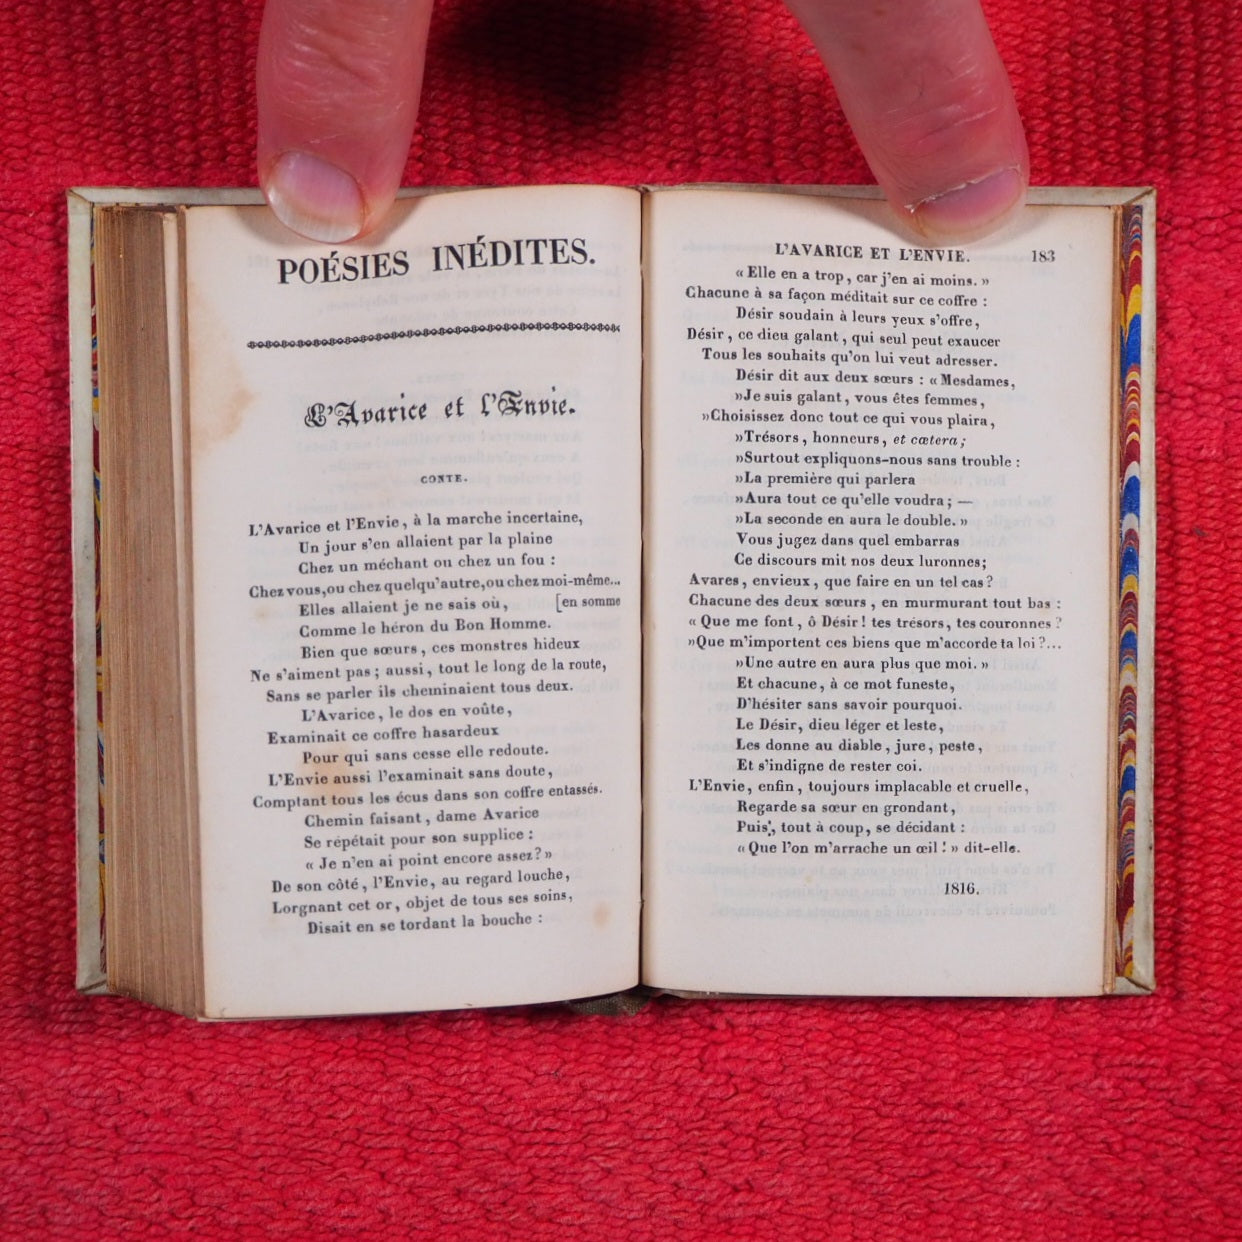 POÉSIES INÉDITES.
L'Avarice et l'Envie.
CONTE.
L'Avarice et l'Envie, à la marche incertaine,
Un jour s'en allaient par la plaine
Chez un méchant ou chez un fou :
Chez vous, ou chez quelqu'autre, ou chez moi-même...
Elles allaient je ne sais où, [en somme
Comme le héron du Bon Homme.
Bien que sœurs, ces monstres hideux
Ne s'aiment pas ; aussi, tout le long de la route,
Sans se parler ils cheminaient tous deux.
L'Avarice, le dos en voûte,
Examinait ce coffre hasardeux
Pour qui sans cesse elle redoute.
L'Envie aussi l'examinait sans doute,
Comptant tous les écus dans son coffre entassés.
Chemin faisant, dame Avarice
Se répétait pour son supplice :
« Je n'en ai point encore assez ? »
De son côté, l'Envie, au regard louche,
Lorgnant cet or, objet de tous ses soins,
Disait en se tordant la bouche :
L'AVARICE ET L'ENVIE. 183
« Elle en a trop, car j'en ai moins. »
Chacune à sa façon méditait sur ce coffre :
Désir soudain à leurs yeux s'offre,
Désir, ce dieu galant, qui seul peut exaucer
Tous les souhaits qu'on lui veut adresser.
Désir dit aux deux sœurs : « Mesdames,
» Je suis galant, vous êtes femmes,
» Choisissez donc tout ce qui vous plaira,
» Trésors, honneurs, et cætera ;
» Surtout expliquons-nous sans trouble :
» La première qui parlera
» Aura tout ce qu'elle voudra ; —
» La seconde en aura le double. »
Vous jugez dans quel embarras
Ce discours mit nos deux luronnes ;
Avares, envieux, que faire en un tel cas ?
Chacune des deux sœurs, en murmurant tout bas :
« Que me font, ô Désir ! tes trésors, tes couronnes ?
» Que m'importent ces biens que m'accorde ta loi ?...
» Une autre en aura plus que moi. »
Et chacune, à ce mot funeste,
D'hésiter sans savoir pourquoi.
Le Désir, dieu léger et leste,
Les donne au diable, jure, peste,
Et s'indigne de rester coi.
L'Envie, enfin, toujours implacable et cruelle,
Regarde sa sœur en grondant,
Puis, tout à coup, se décidant :
« Que l'on m'arrache un œil ! » dit-elle.
1816.